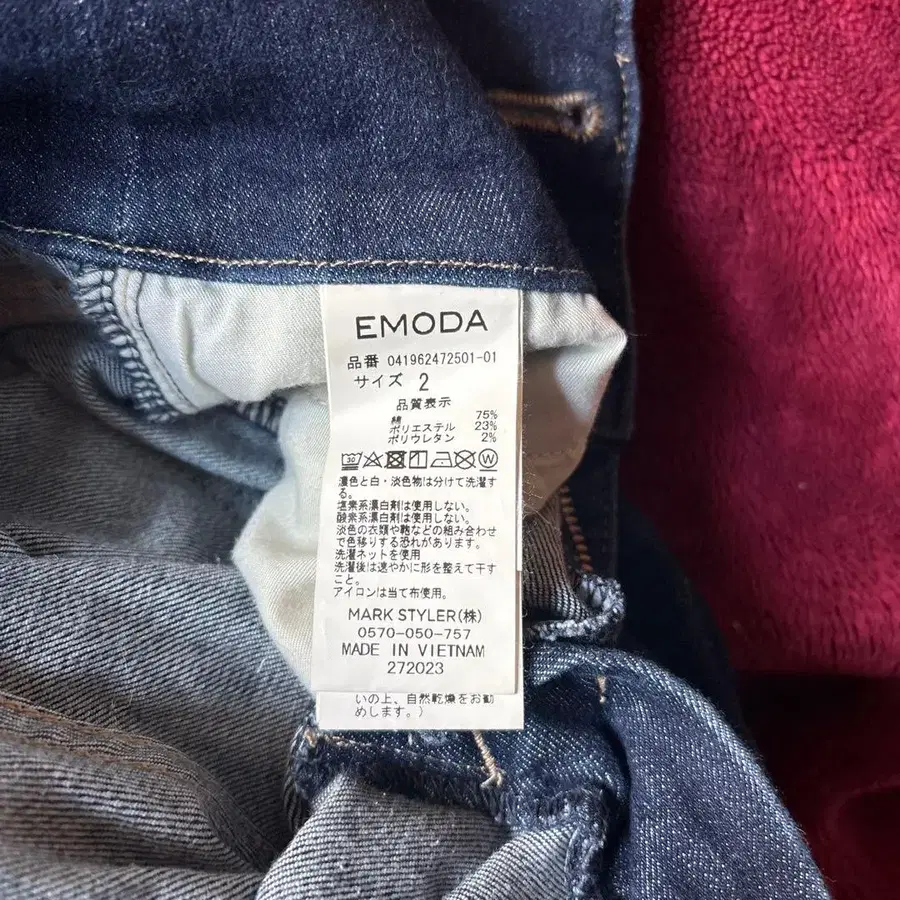 EMODA
品番 041962472501-01
サイズ 2
品質表示
綿 75%
ポリエステル 23%
ポリウレタン 2%
30 W
濃色と白・淡色物は分けて洗濯す
る。
塩素系漂白剤は使用しない。
酸素系漂白剤は使用しない。
淡色の衣類や鞄などの組み合わせ
で色移りする恐れがあります。
洗濯ネットを使用
洗濯後は速やかに形を整えて干す
こと。
アイロンは当て布使用。
MARK STYLER(株)
0570-050-757
MADE IN VIETNAM
272023
いの上、自然乾燥をお勧
めします。)